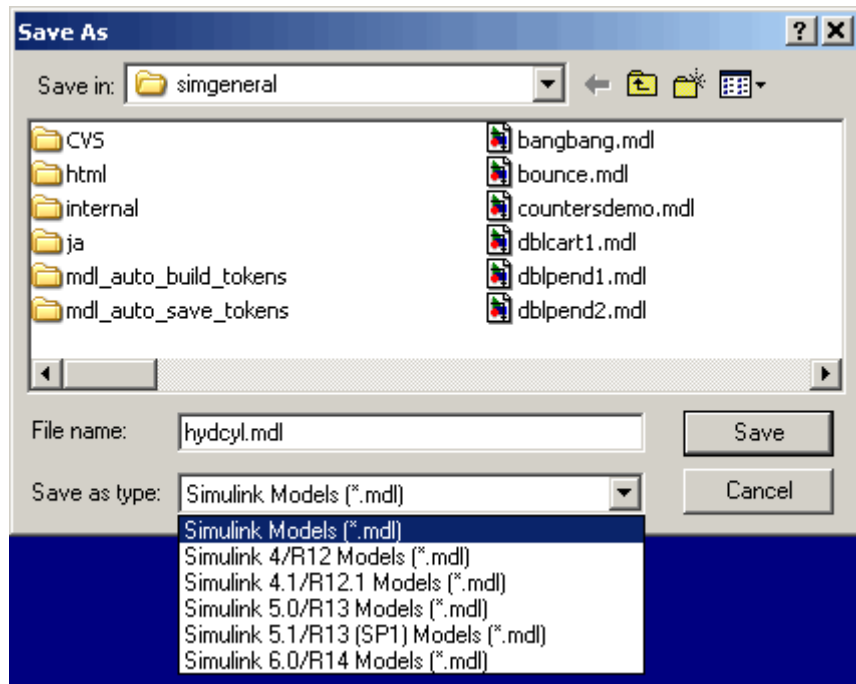 Save As
Save in: simgeneral
CVS
html
internal
ja
mdl_auto_build_tokens
mdl_auto_save_tokens
bangbang.mdl
bounce.mdl
countersdemo.mdl
dblcart1.mdl
dblpend1.mdl
dblpend2.mdl
File name: hydcyl.mdl Save
Save as type: Simulink Models (*.mdl) Cancel
Simulink Models (*.mdl)
Simulink 4/R12 Models (*.mdl)
Simulink 4.1/R12.1 Models (*.mdl)
Simulink 5.0/R13 Models (*.mdl)
Simulink 5.1/R13 (SP1) Models (*.mdl)
Simulink 6.0/R14 Models (*.mdl)